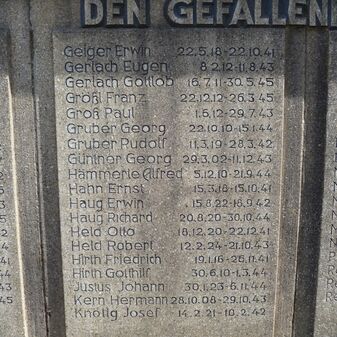 DEN GEFALLEN
Geiger Erwin 22.5.18-22.10.41
Gerlach Eugen 8.2.12-11.8.43
Gerlach Gottlob 16.7.11-30.5.45
Größl Franz 22.12.12-26.3.45
Groß Paul 1.5.12-29.7.43
Gruber Georg 22.10.10-15.1.44
Gruber Rudolf 11.3.19-28.3.42
Günther Georg 29.3.02-11.12.43
Hämmerle Alfred 5.12.10-21.9.44
Hahn Ernst 15.3.18-15.10.41
Haug Erwin 15.8.22-16.9.42
Haug Richard 20.8.20-30.10.44
Held Otto 18.12.20-22.12.41
Held Robert 12.2.24-21.10.43
Hirth Friedrich 19.1.16-25.11.41
Hirth Gotthilf 30.6.10-1.3.44
Justus Johann 30.1.23-6.11.44
Kern Hermann 28.10.08-29.10.43
Knötig Josef 14.2.21-10.2.42